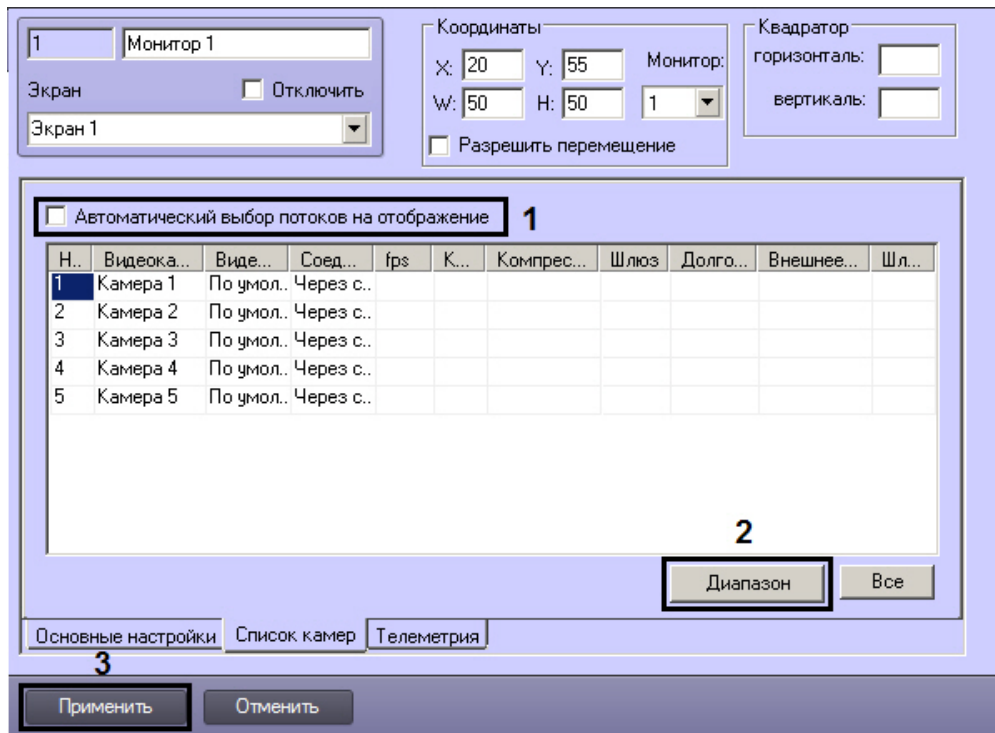 1 Монитор 1
Экран Отключить
Экран 1
Координаты
X: 20 Y: 55 Монитор:
W: 50 H: 50 1
Разрешить перемещение
Квадратор
горизонталь:
вертикаль:
Автоматический выбор потоков на отображение 1
Н.. Видеока... Виде... Соед... fps К... Компрес... Шлюз Долго... Внешнее... Шл...
1 Камера 1 По умол.. Через с..
2 Камера 2 По умол.. Через с..
3 Камера 3 По умол.. Через с..
4 Камера 4 По умол.. Через с..
5 Камера 5 По умол.. Через с..
2
Диапазон Все
Основные настройки Список камер Телеметрия
3
Применить Отменить